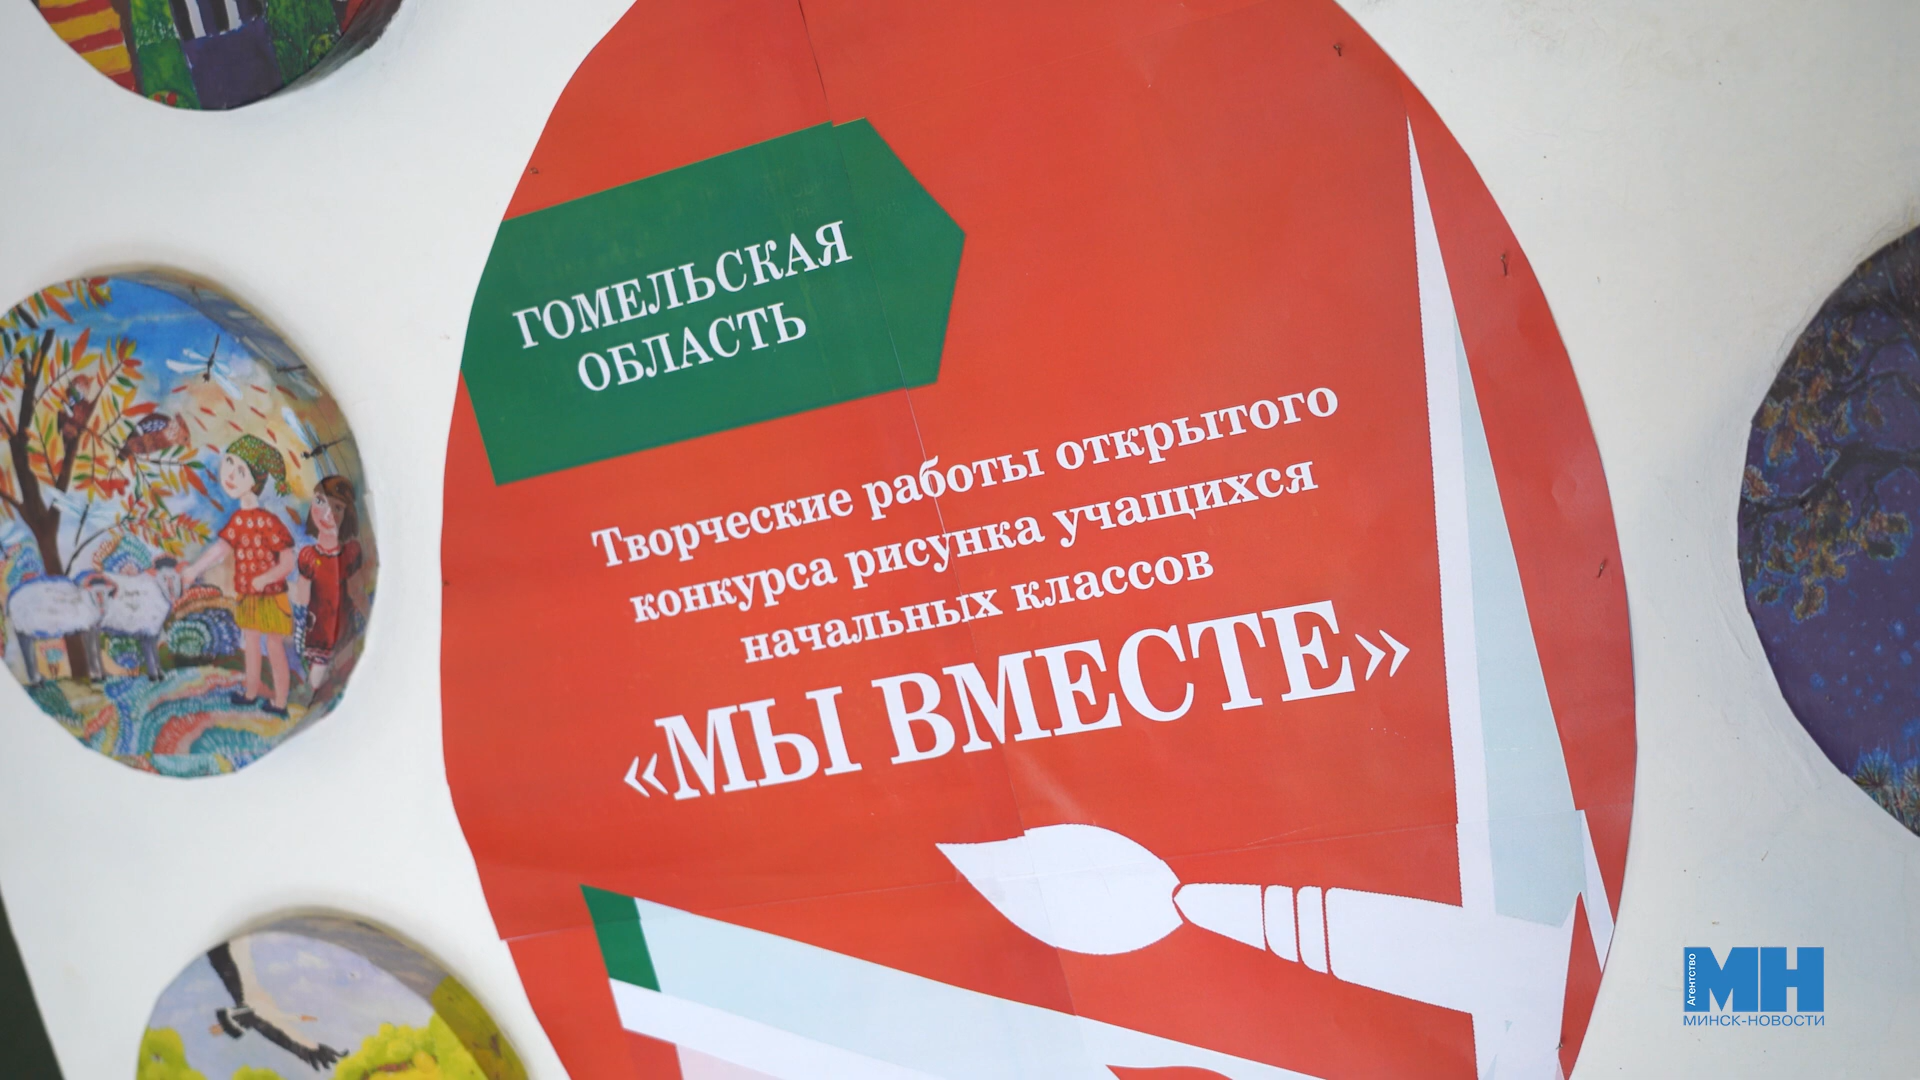 ГОМЕЛЬСКАЯ
ОБЛАСТЬ
Творческие работы открытого
конкурса рисунка учащихся
начальных классов
«МЫ ВМЕСТЕ»
Агентство
МН
МИНСК-НОВОСТИ